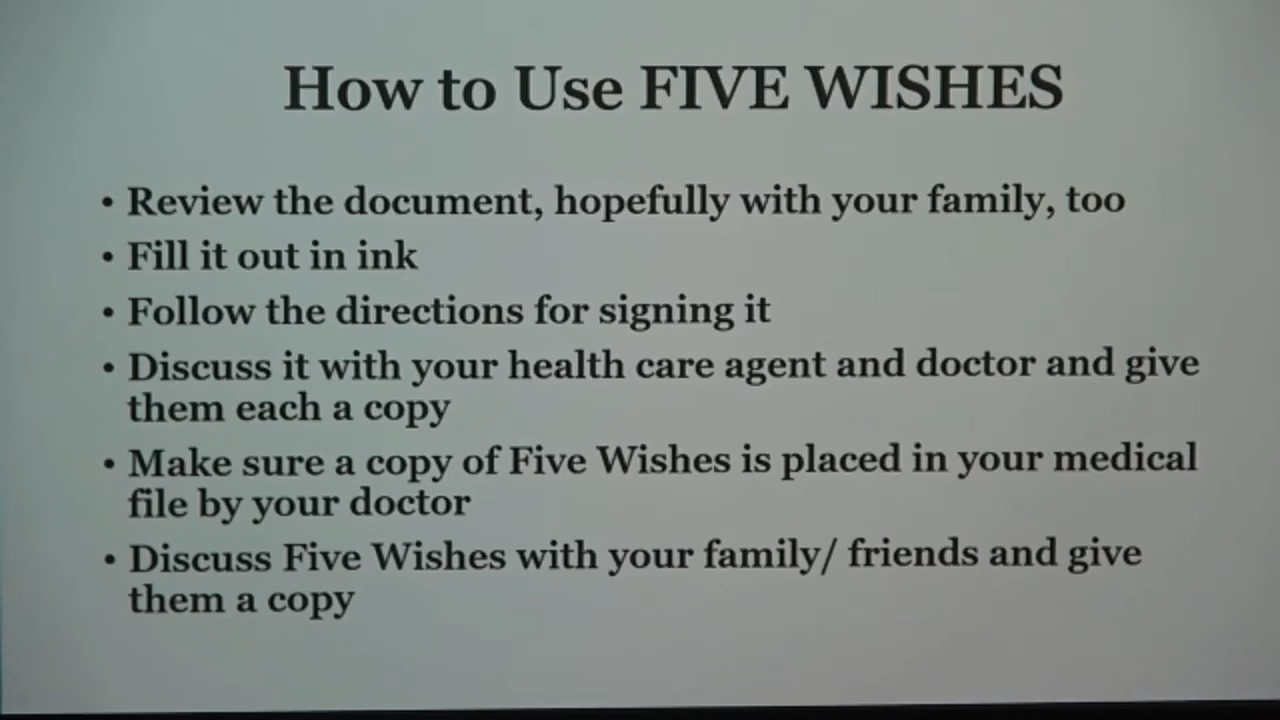 How to Use FIVE WISHES
• Review the document, hopefully with your family, too
• Fill it out in ink
• Follow the directions for signing it
• Discuss it with your health care agent and doctor and give
them each a copy
• Make sure a copy of Five Wishes is placed in your medical
file by your doctor
• Discuss Five Wishes with your family/ friends and give
them a copy